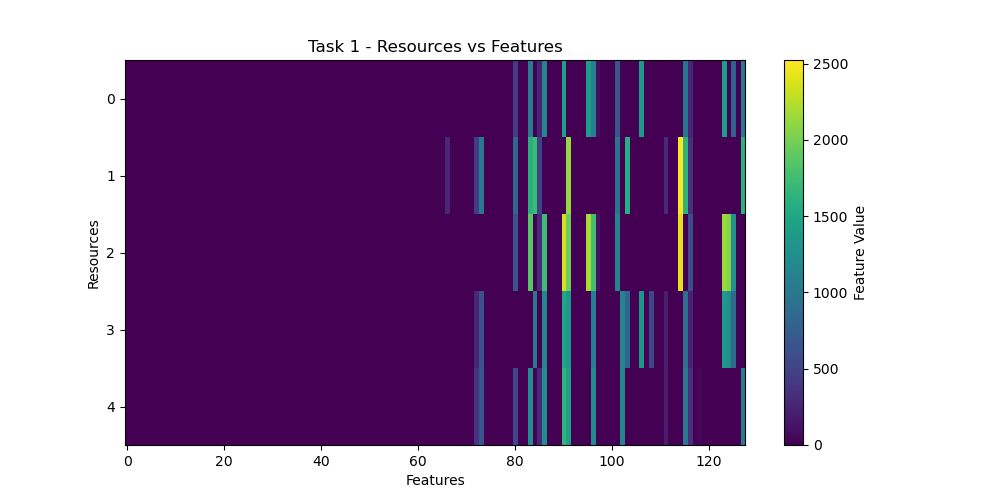 Task 1 - Resources vs Features
Resources
0
1
2
3
4
0 20 40 60 80 100 120
Features
2500
2000
1500
1000
500
0
Feature Value